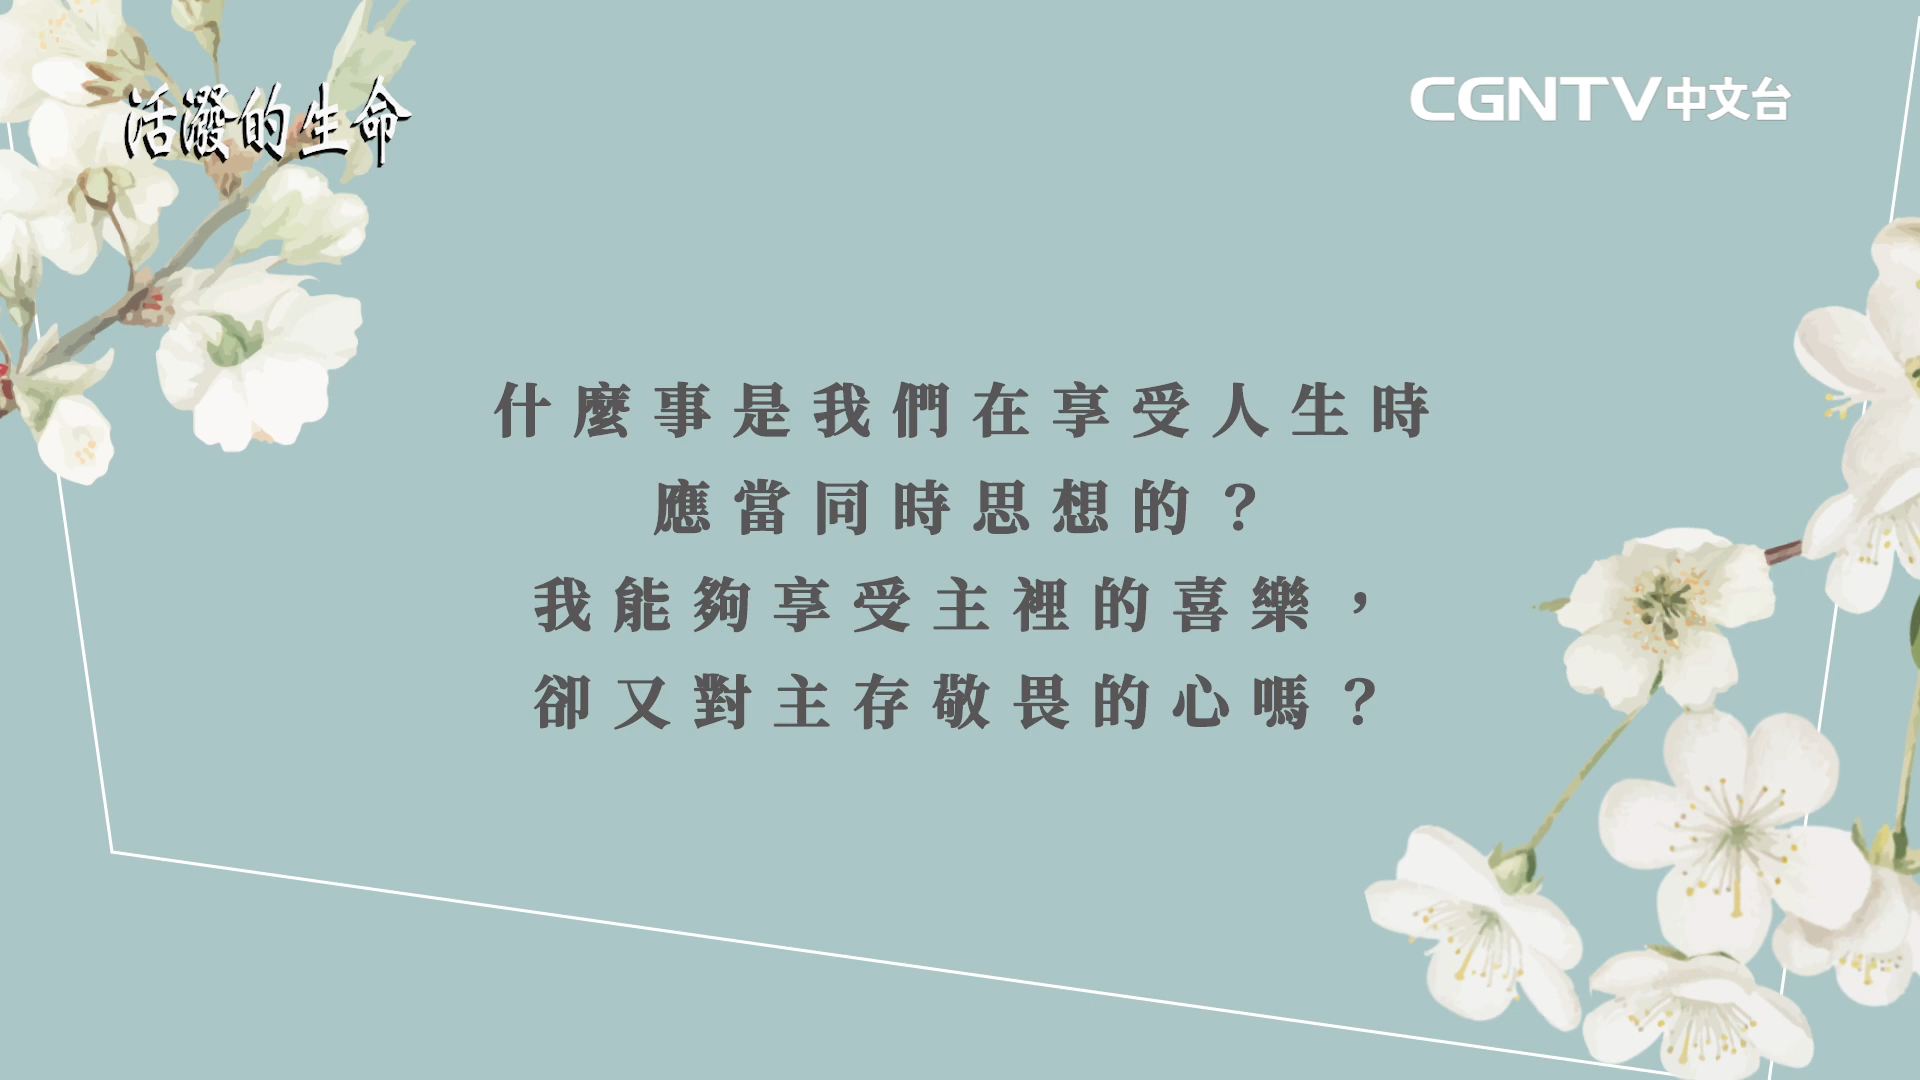 活潑的生命
CGNTV中文台
什麼事是我們在享受人生時
應當同時思想的？
我能夠享受主裡的喜樂，
卻又對主存敬畏的心嗎？